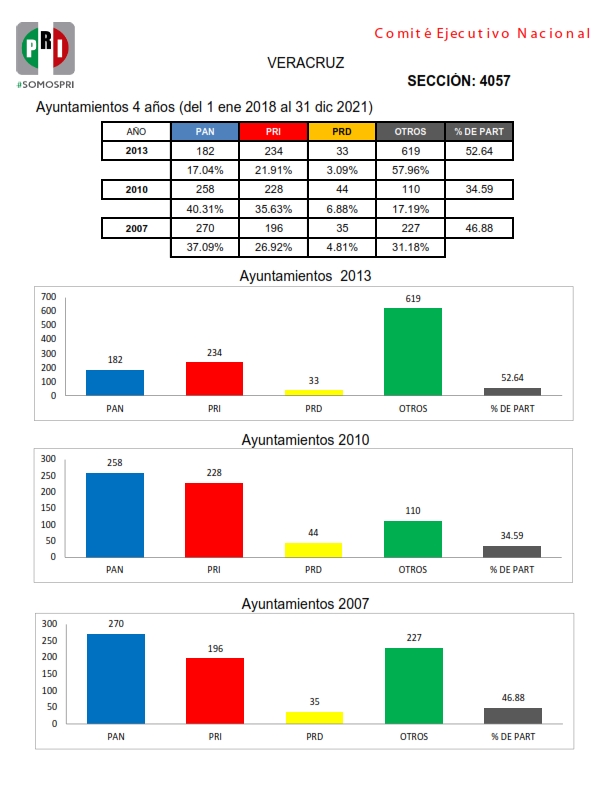 Comité Ejecutivo Nacional
PRI
#SOMOSPRI
VERACRUZ
SECCIÓN: 4057
Ayuntamientos 4 años (del 1 ene 2018 al 31 dic 2021)
AÑO PAN PRI PRD OTROS % DE PART
2013 182 234 33 619 52.64
17.04% 21.91% 3.09% 57.96%
2010 258 228 44 110 34.59
40.31% 35.63% 6.88% 17.19%
2007 270 196 35 227 46.88
37.09% 26.92% 4.81% 31.18%
Ayuntamientos 2013
700
600
500
400
300
200
100
0
182 234 33 619 52.64
PAN PRI PRD OTROS % DE PART
Ayuntamientos 2010
300
250
200
150
100
50
0
258 228 44 110 34.59
PAN PRI PRD OTROS % DE PART
Ayuntamientos 2007
300
250
200
150
100
50
0
270 196 35 227 46.88
PAN PRI PRD OTROS % DE PART